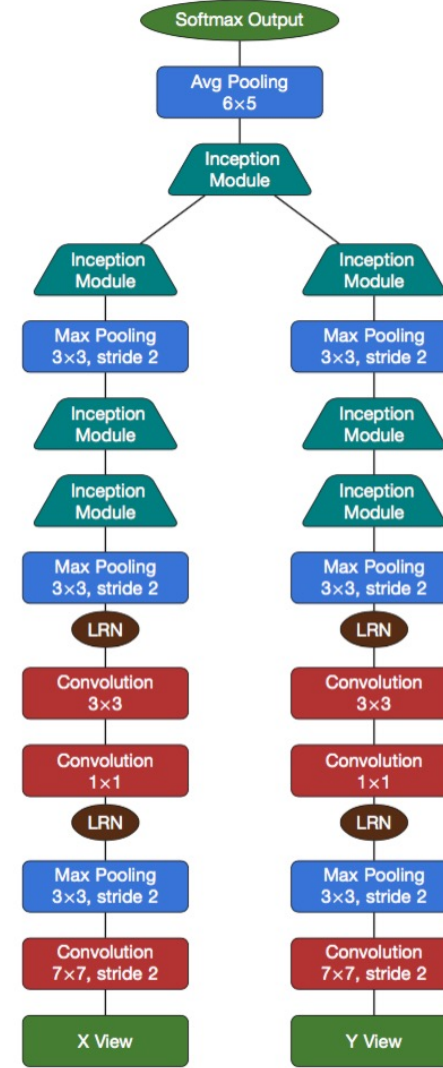 Softmax Output
Avg Pooling
6×5
Inception
Module
Inception
Module
Inception
Module
Max Pooling
3×3, stride 2
Max Pooling
3×3, stride 2
Inception
Module
Inception
Module
Inception
Module
Inception
Module
Max Pooling
3×3, stride 2
Max Pooling
3×3, stride 2
LRN
LRN
Convolution
3×3
Convolution
3×3
Convolution
1×1
Convolution
1×1
LRN
LRN
Max Pooling
3×3, stride 2
Max Pooling
3×3, stride 2
Convolution
7×7, stride 2
Convolution
7×7, stride 2
X View
Y View